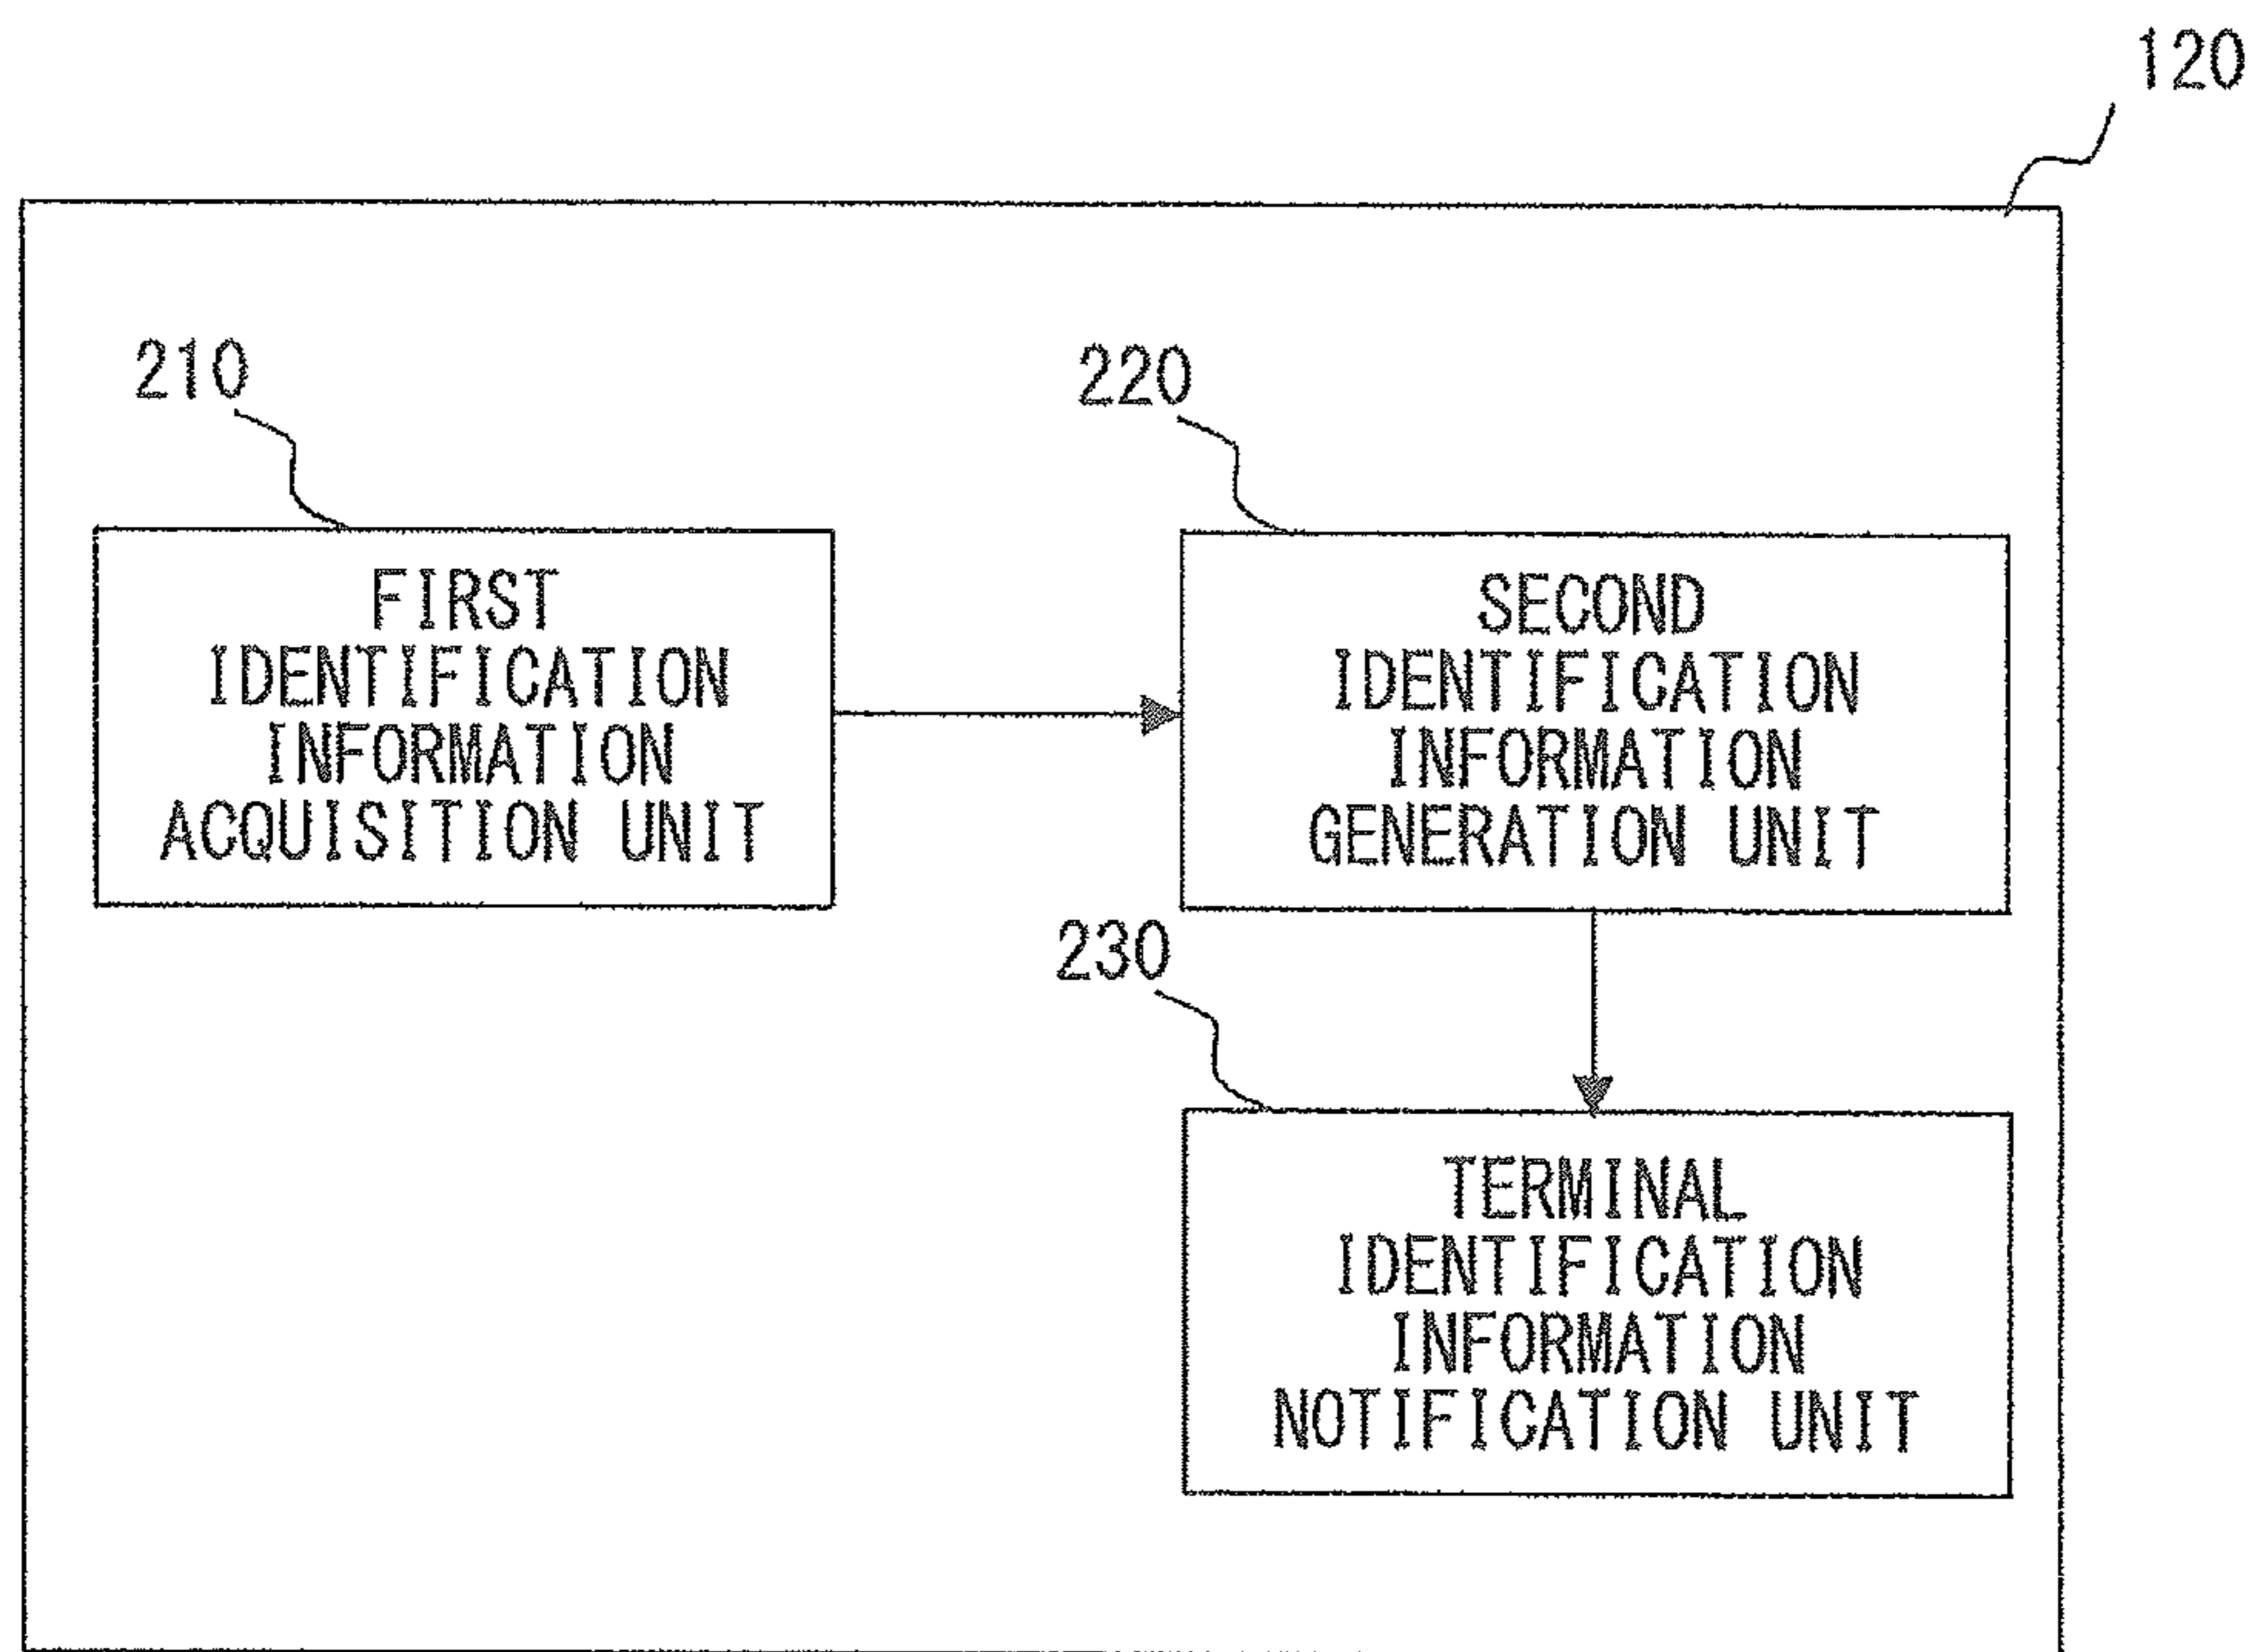 120
210
FIRST
IDENTIFICATION
INFORMATION
ACQUISITION UNIT
220
SECOND
IDENTIFICATION
INFORMATION
GENERATION UNIT
230
TERMINAL
IDENTIFICATION
INFORMATION
NOTIFICATION UNIT